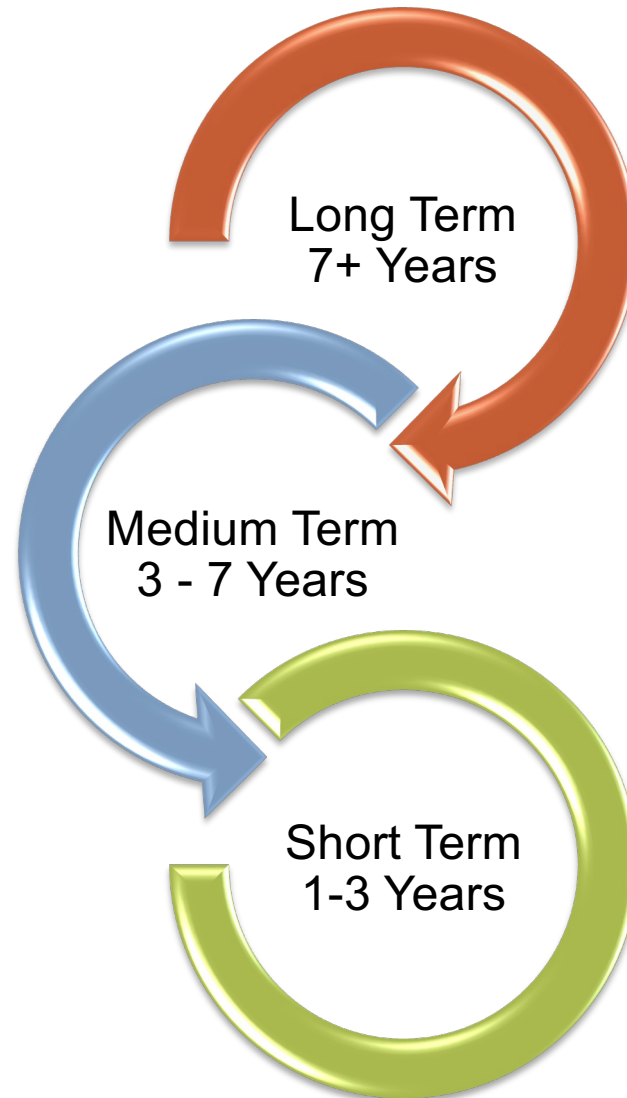 Long Term
7+ Years
Medium Term
3 - 7 Years
Short Term
1-3 Years